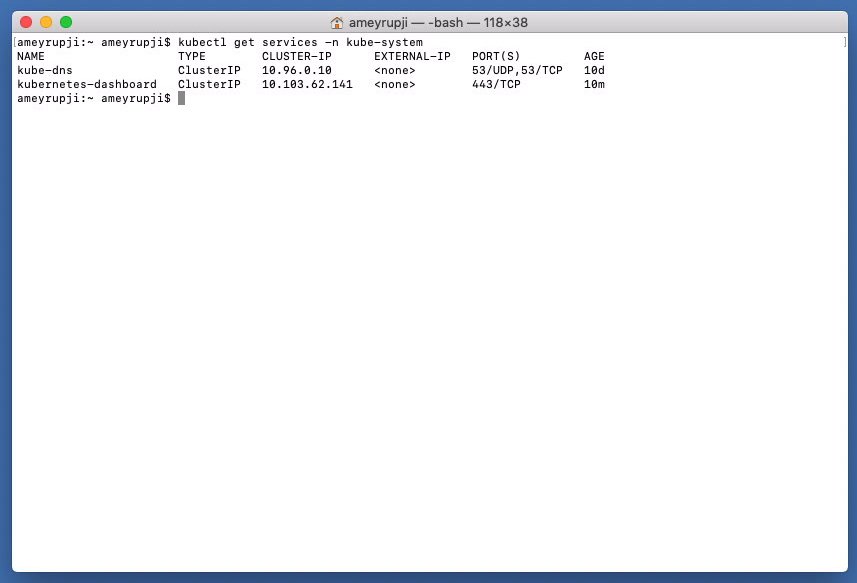 ameyrupji — -bash — 118×38
[ameyrupji:~ ameyrupji$ kubectl get services -n kube-system ]
NAME TYPE CLUSTER-IP EXTERNAL-IP PORT(S) AGE
kube-dns ClusterIP 10.96.0.10 <none> 53/UDP,53/TCP 10d
kubernetes-dashboard ClusterIP 10.103.62.141 <none> 443/TCP 10m
ameyrupji:~ ameyrupji$